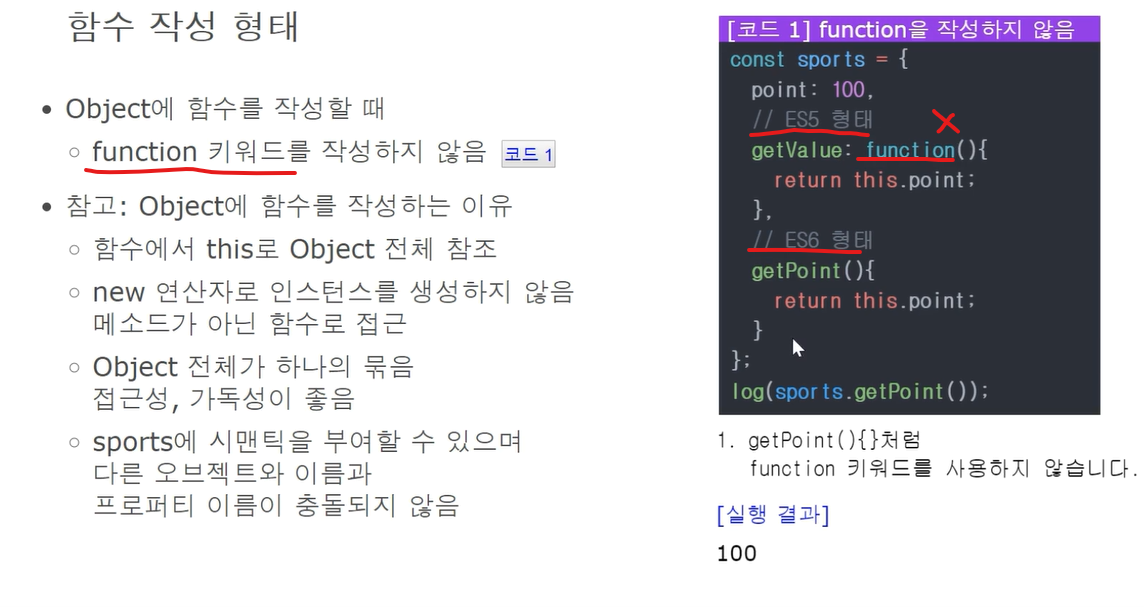 함수 작성 형태
• Object에 함수를 작성할 때
○ function 키워드를 작성하지 않음 코드 1
• 참고: Object에 함수를 작성하는 이유
○ 함수에서 this로 Object 전체 참조
○ new 연산자로 인스턴스를 생성하지 않음
메소드가 아닌 함수로 접근
○ Object 전체가 하나의 묶음
접근성, 가독성이 좋음
○ sports에 시맨틱을 부여할 수 있으며
다른 오브젝트와 이름과
프로퍼티 이름이 충돌되지 않음
[코드 1] function을 작성하지 않음
const sports = {
point: 100,
// ES5 형태
getValue: function(){
return this.point;
},
// ES6 형태
getPoint(){
return this.point;
}
};
log(sports.getPoint());
1. getPoint(){}처럼
function 키워드를 사용하지 않습니다.
[실행 결과]
100